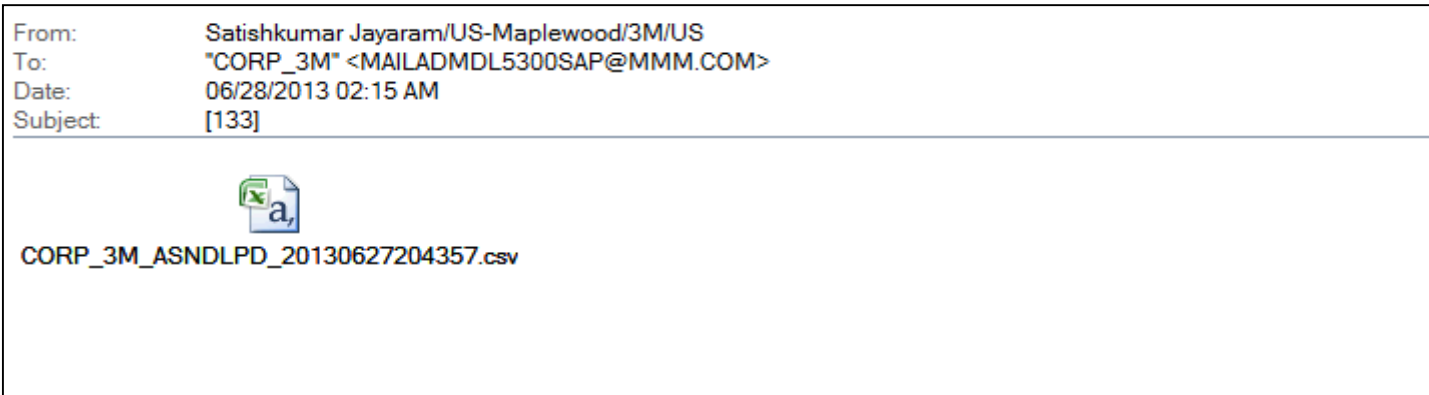 From: Satishkumar Jayaram/US-Maplewood/3M/US
To: "CORP_3M" <MAILADMDL5300SAP@MMM.COM>
Date: 06/28/2013 02:15 AM
Subject: [133]
a,
CORP_3M_ASNDLPD_20130627204357.csv